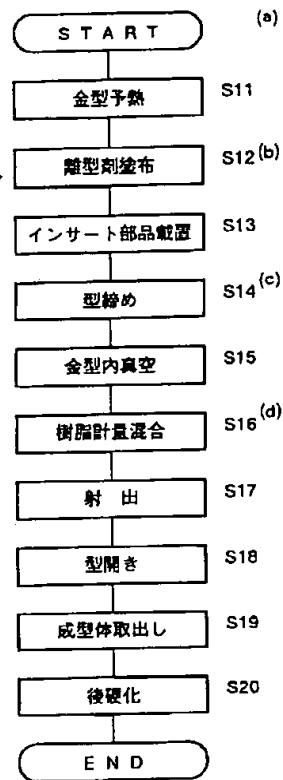 (a)
START
金型予熱 S11
離型剤塗布 S12 (b)
インサート部品載置 S13
型締め S14 (c)
金型内真空 S15
樹脂計量混合 S16 (d)
射出 S17
型開き S18
成型体取出し S19
後硬化 S20
END